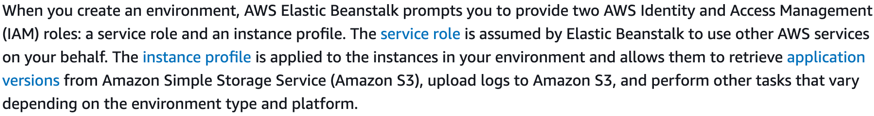 When you create an environment, AWS Elastic Beanstalk prompts you to provide two AWS Identity and Access Management
(IAM) roles: a service role and an instance profile. The service role is assumed by Elastic Beanstalk to use other AWS services
on your behalf. The instance profile is applied to the instances in your environment and allows them to retrieve application
versions from Amazon Simple Storage Service (Amazon S3), upload logs to Amazon S3, and perform other tasks that vary
depending on the environment type and platform.